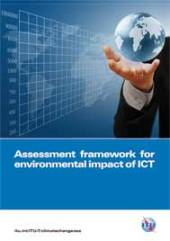 Assessment framework for
environmental impact of ICT